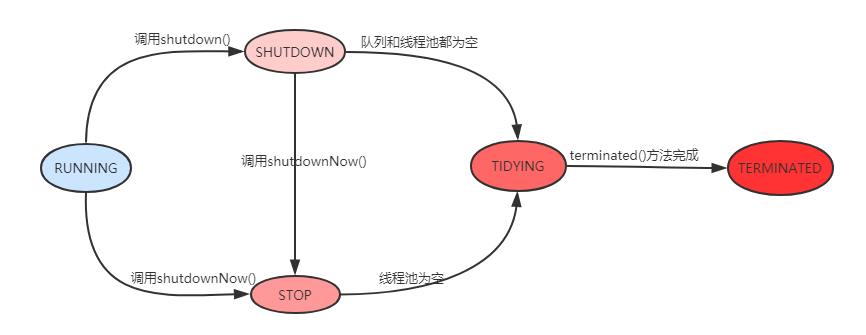 调用shutdown()
SHUTDOWN
队列和线程池都为空
RUNNING
调用shutdownNow()
TIDYING
terminated()方法完成
TERMINATED
调用shutdownNow()
STOP
线程池为空